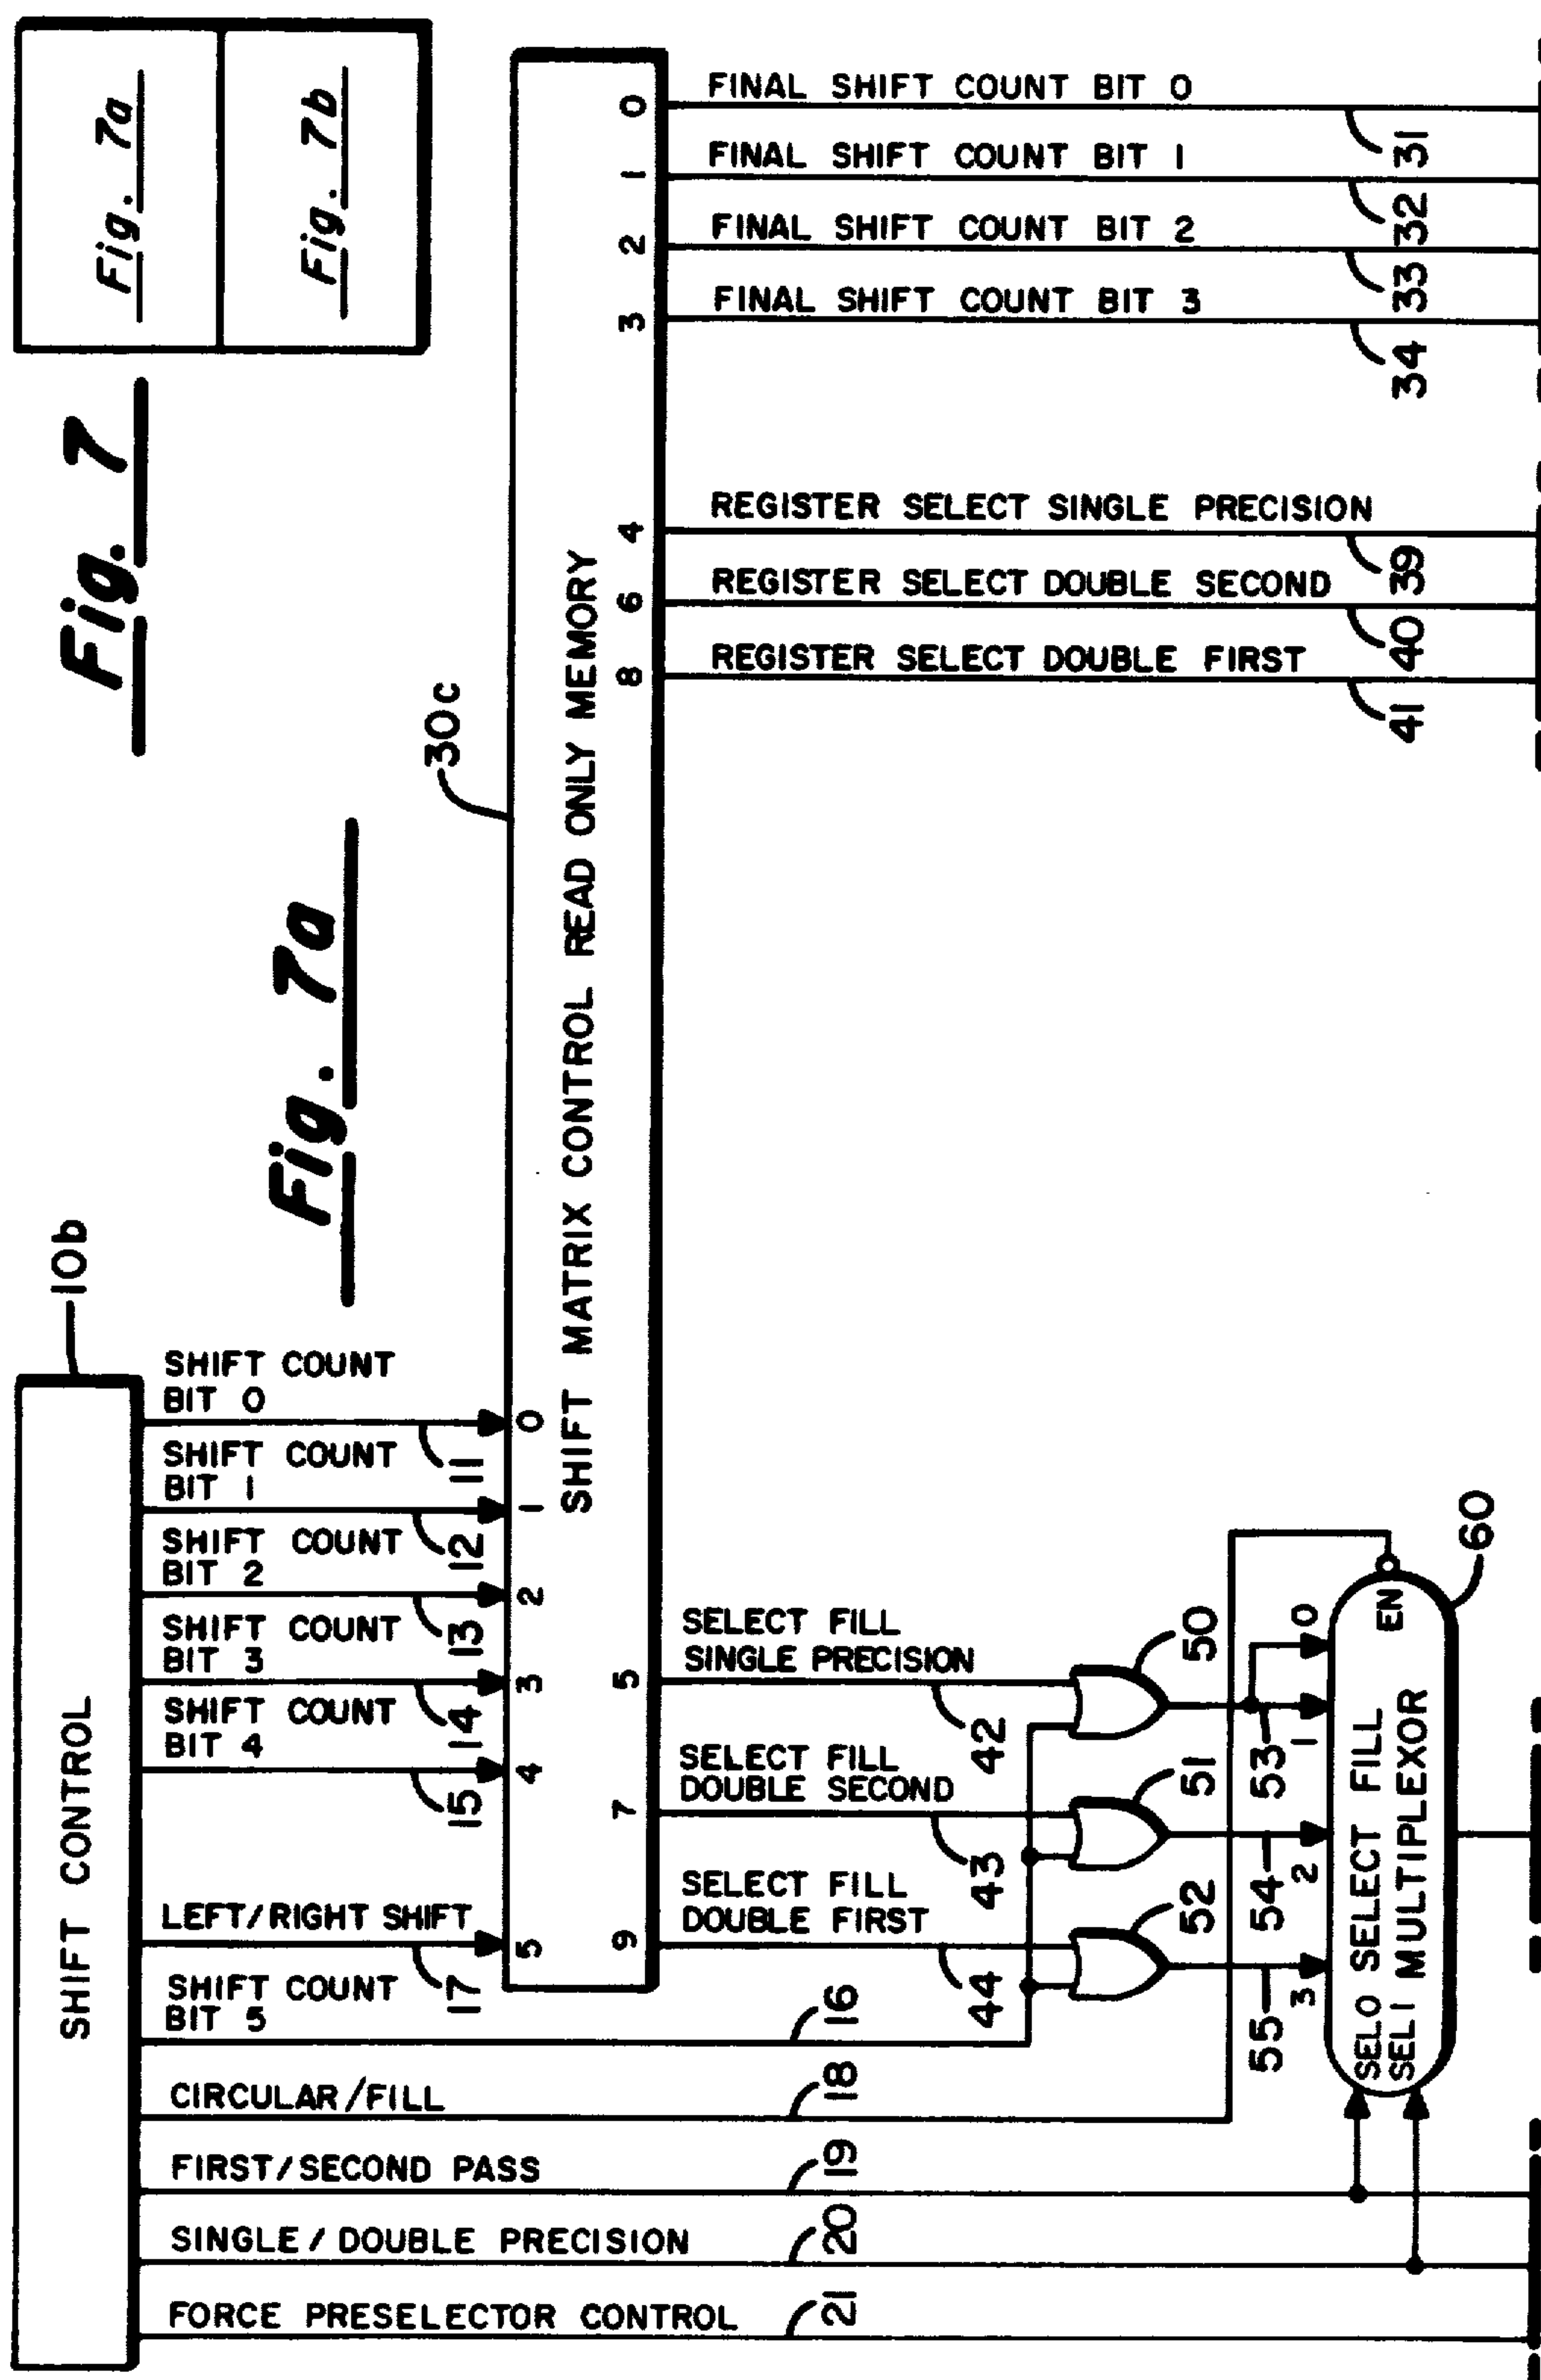 Fig. 7
Fig. 7a
Fig. 7b
Fig. 7a
10b
SHIFT CONTROL
FORCE PRESELECTOR CONTROL
21
SINGLE / DOUBLE PRECISION
20
FIRST/SECOND PASS
19
CIRCULAR/FILL
18
SHIFT COUNT
BIT 5
16
LEFT/RIGHT SHIFT
17
SHIFT COUNT
BIT 4
15
SHIFT COUNT
BIT 3
14
SHIFT COUNT
BIT 2
13
SHIFT COUNT
BIT 1
12
SHIFT COUNT
BIT 0
11
30c
5
4
3
2
1
0
SHIFT MATRIX CONTROL READ ONLY MEMORY
9
7
5
8
6
4
3
2
1
0
SELECT FILL
DOUBLE FIRST
44
SELECT FILL
DOUBLE SECOND
43
SELECT FILL
SINGLE PRECISION
42
REGISTER SELECT DOUBLE FIRST
41
REGISTER SELECT DOUBLE SECOND
40
REGISTER SELECT SINGLE PRECISION
39
FINAL SHIFT COUNT BIT 3
34
FINAL SHIFT COUNT BIT 2
33
FINAL SHIFT COUNT BIT 1
32
FINAL SHIFT COUNT BIT 0
31
52
51
50
55
54
53
3
2
1
0
SEL0 SELECT FILL
SEL1 MULTIPLEXOR
EN
60